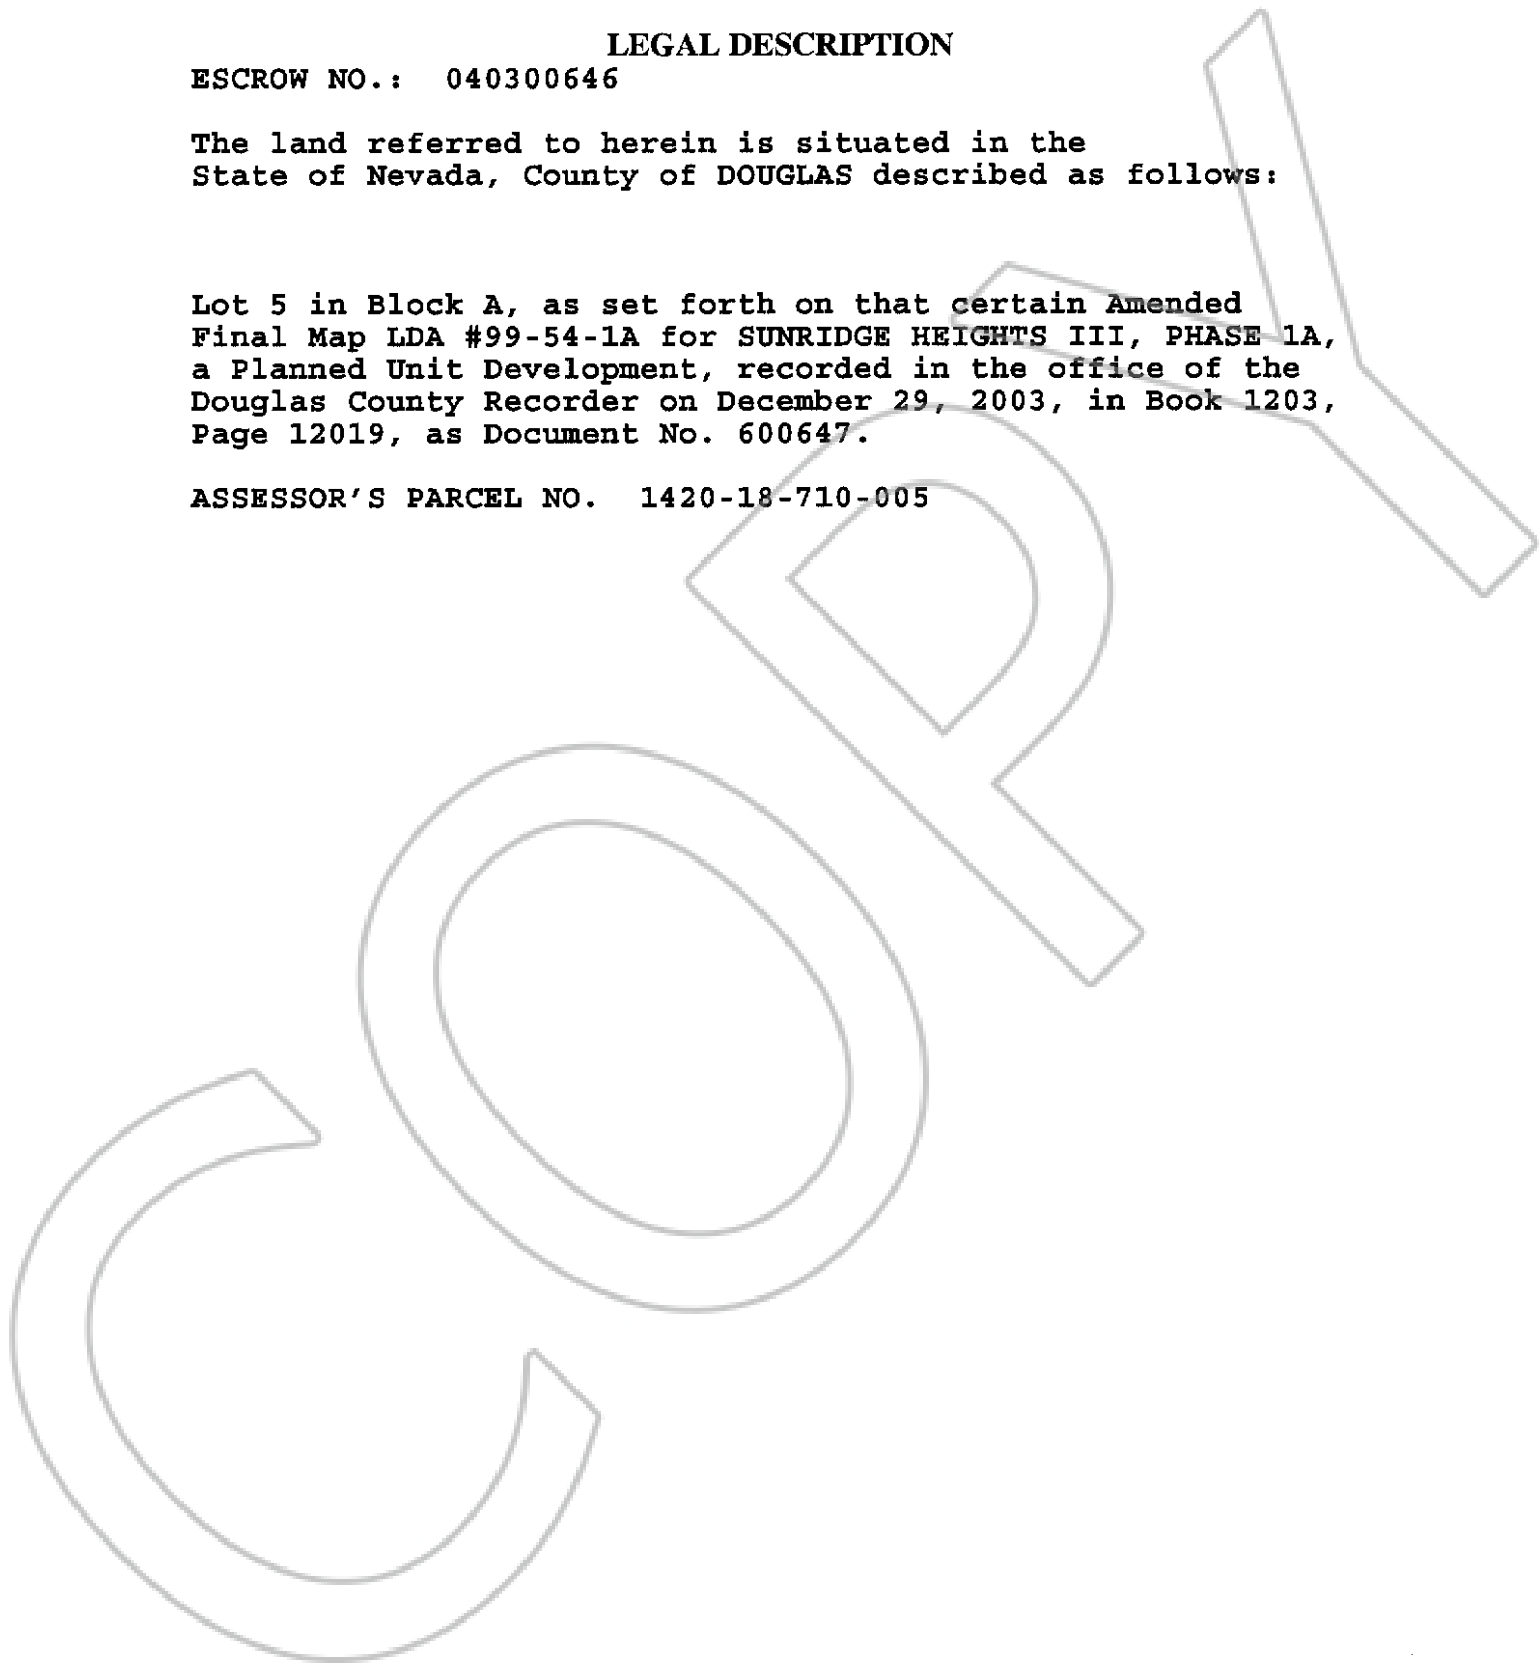 LEGAL DESCRIPTION
ESCROW NO.: 040300646
The land referred to herein is situated in the
State of Nevada, County of DOUGLAS described as follows:
Lot 5 in Block A, as set forth on that certain Amended
Final Map LDA #99-54-1A for SUNRIDGE HEIGHTS III, PHASE 1A,
a Planned Unit Development, recorded in the office of the
Douglas County Recorder on December 29, 2003, in Book 1203,
Page 12019, as Document No. 600647.
ASSESSOR'S PARCEL NO. 1420-18-710-005
COPY